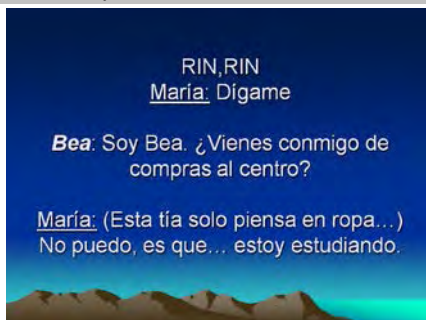 RIN,RIN
María: Dígame
Bea: Soy Bea. ¿Vienes conmigo de
compras al centro?
María: (Esta tía solo piensa en ropa...)
No puedo, es que... estoy estudiando.